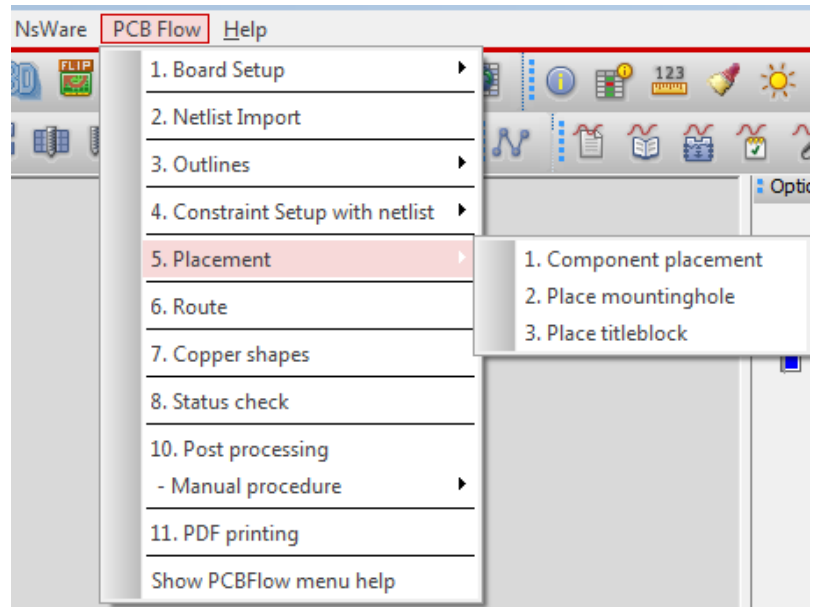 NsWare PCB Flow Help
FLIP
1. Board Setup
123
2. Netlist Import
3. Outlines
4. Constraint Setup with netlist
5. Placement
1. Component placement
2. Place mountinghole
3. Place titleblock
6. Route
7. Copper shapes
8. Status check
10. Post processing
- Manual procedure
11. PDF printing
Show PCBFlow menu help